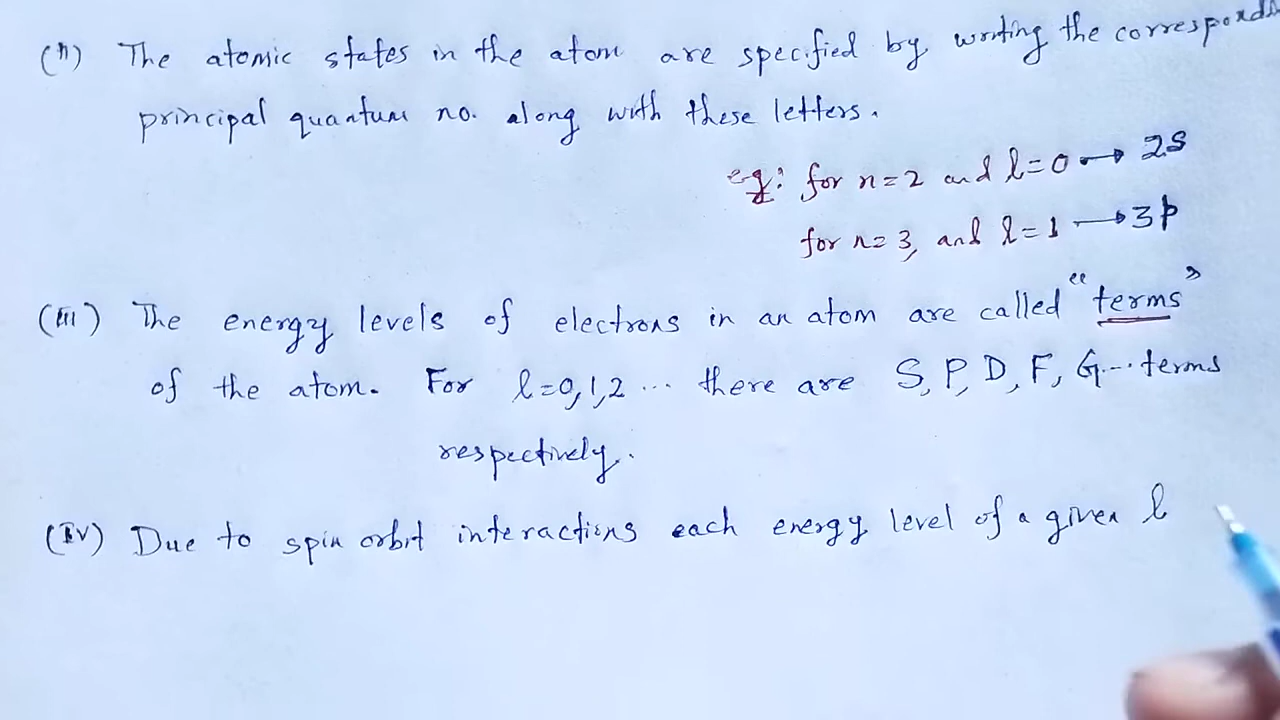 (ii) The atomic states in the atom are specified by writing the correspondi
principal quantum no. along with these letters.
eg: for n=2 and l=0 → 2S
for n=3, and l=1 → 3p
(iii) The energy levels of electrons in an atom are called "terms"
of the atom. For l=0,1,2 ... there are S, P, D, F, G... terms
respectively.
(iv) Due to spin orbit interactions each energy level of a given l